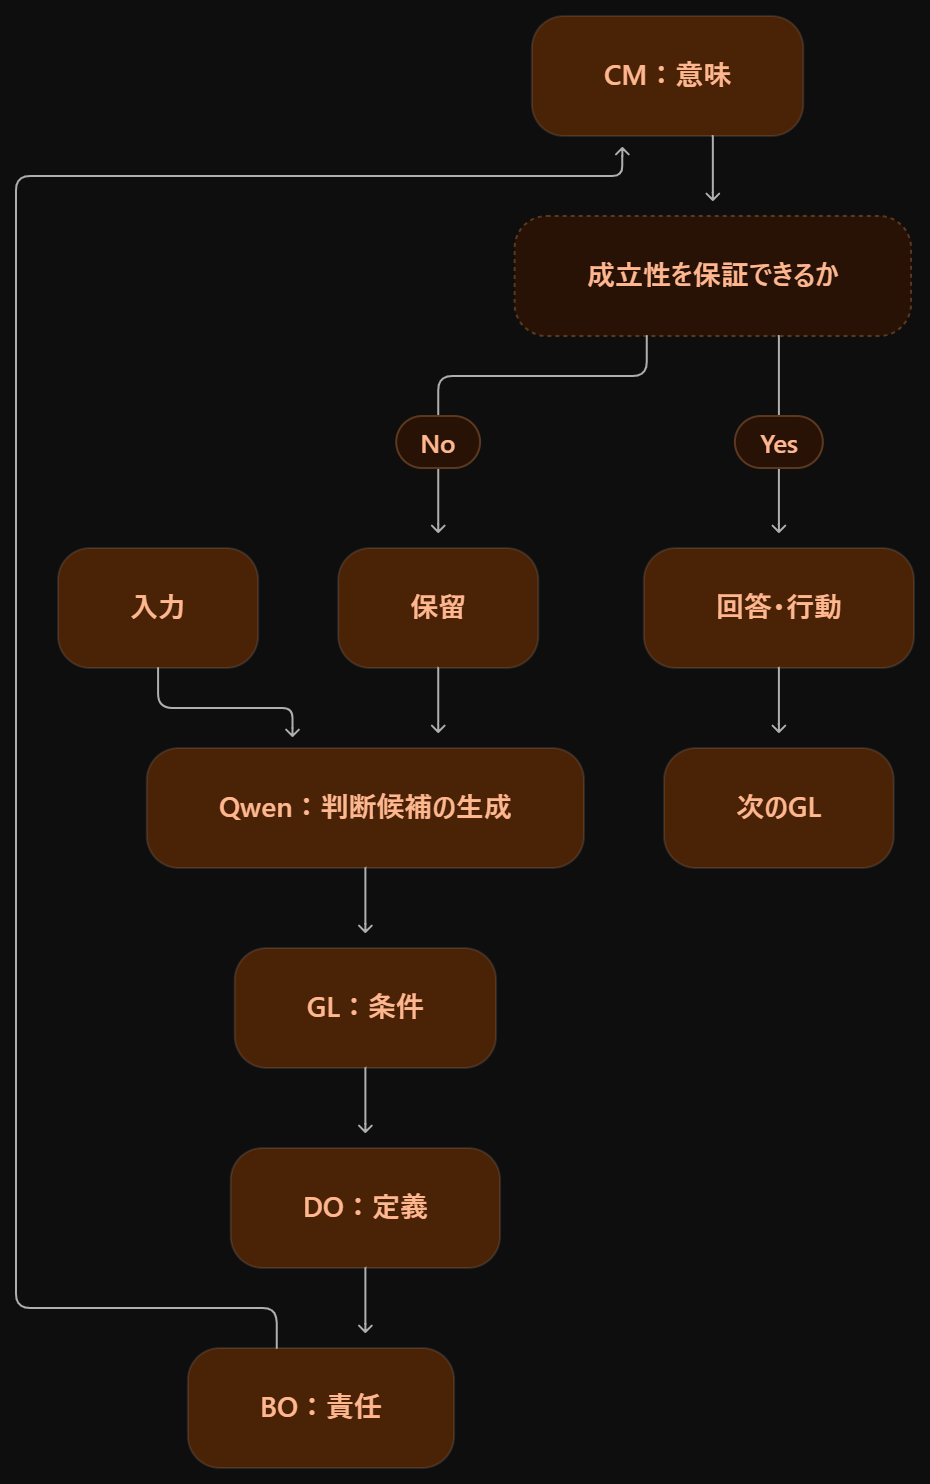 CM：意味
成立性を保証できるか
No
Yes
入力
保留
回答・行動
Qwen：判断候補の生成
次のGL
GL：条件
DO：定義
BO：責任